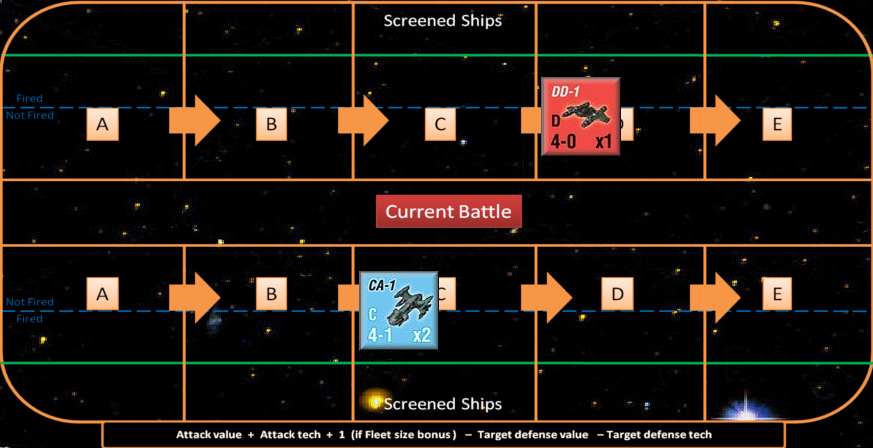 Screened Ships
Fired
Not Fired
A
B
C
DD-1
D
4-0 x1
E
Current Battle
A
B
CA-1
C
4-1 x2
C
D
E
Not Fired
Fired
Screened Ships
Attack value + Attack tech + 1 (if Fleet size bonus) – Target defense value – Target defense tech